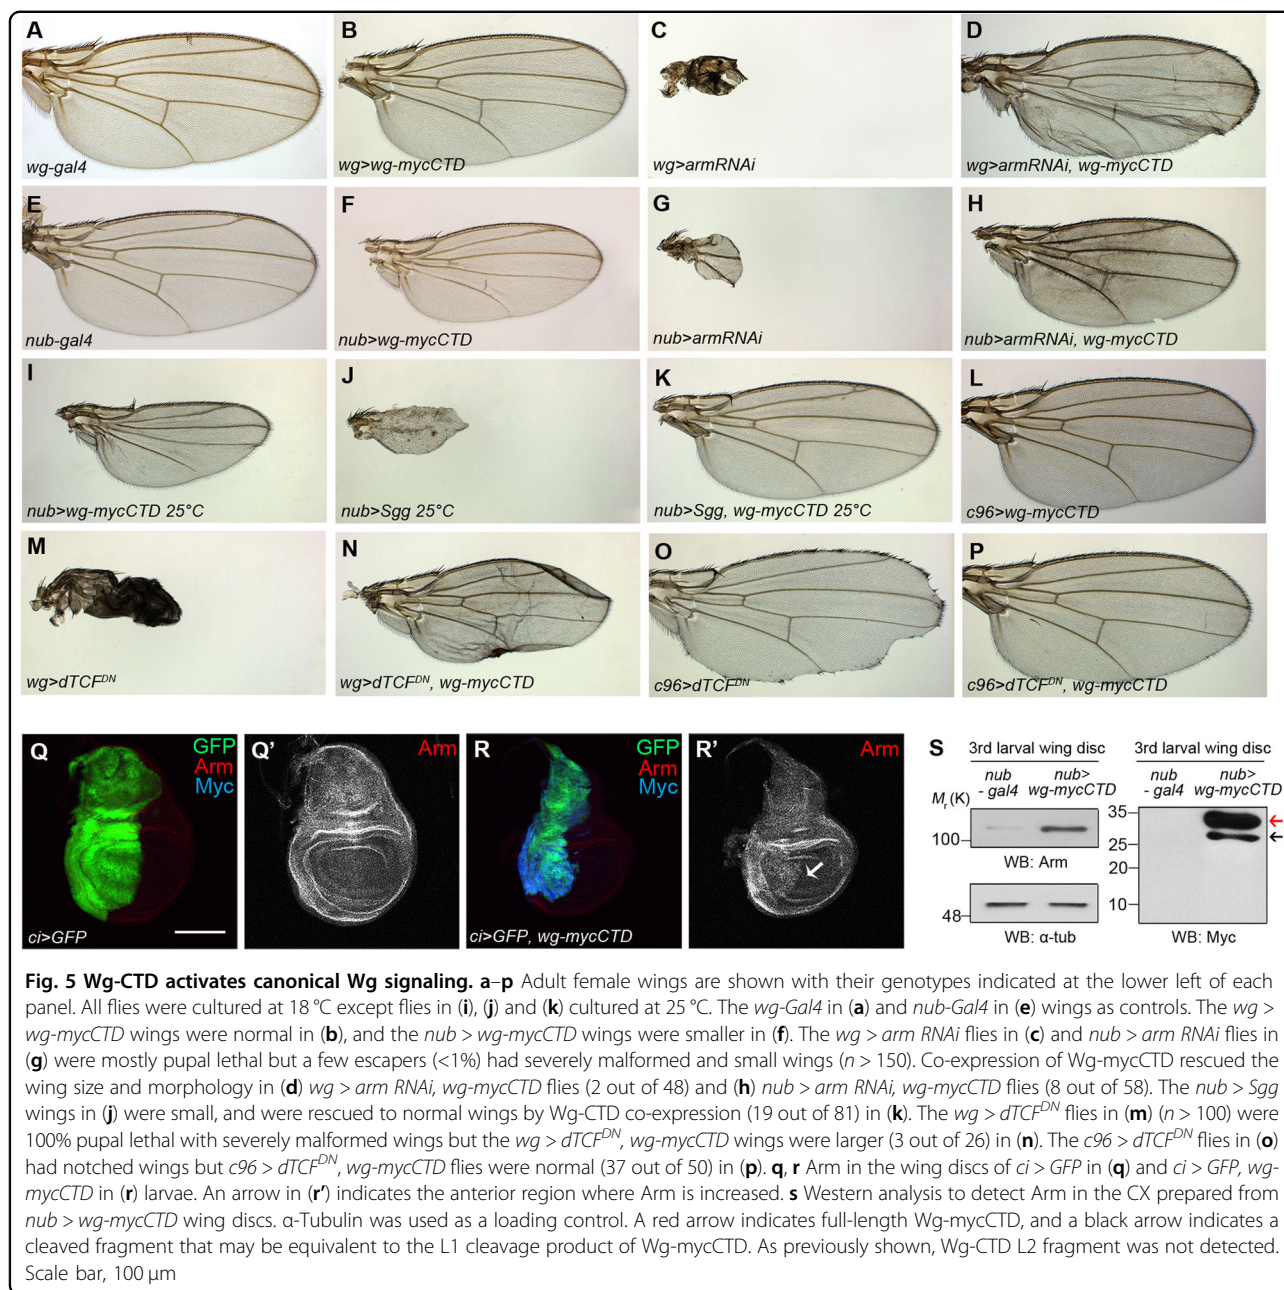 A
wg-gal4
B
wg>wg-mycCTD
C
wg>armRNAi
D
wg>armRNAi, wg-mycCTD
E
nub-gal4
F
nub>wg-mycCTD
G
nub>armRNAi
H
nub>armRNAi, wg-mycCTD
I
nub>wg-mycCTD 25°C
J
nub>Sgg 25°C
K
nub>Sgg, wg-mycCTD 25°C
L
c96>wg-mycCTD
M
wg>dTCFDN
N
wg>dTCFDN, wg-mycCTD
O
c96>dTCFDN
P
c96>dTCFDN, wg-mycCTD
Q
GFP
Arm
Myc
ci>GFP
Q'
Arm
R
GFP
Arm
Myc
ci>GFP, wg-mycCTD
R'
Arm
S
3rd larval wing disc
nub
- gal4
nub>
wg-mycCTD
Mr (K)
100
WB: Arm
48
WB: α-tub
3rd larval wing disc
nub
- gal4
nub>
wg-mycCTD
35
25
20
10
WB: Myc
Fig. 5 Wg-CTD activates canonical Wg signaling. a–p Adult female wings are shown with their genotypes indicated at the lower left of each
panel. All flies were cultured at 18 °C except flies in (i), (j) and (k) cultured at 25 °C. The wg-Gal4 in (a) and nub-Gal4 in (e) wings as controls. The wg >
wg-mycCTD wings were normal in (b), and the nub > wg-mycCTD wings were smaller in (f). The wg > arm RNAi flies in (c) and nub > arm RNAi flies in
(g) were mostly pupal lethal but a few escapers (<1%) had severely malformed and small wings (n > 150). Co-expression of Wg-mycCTD rescued the
wing size and morphology in (d) wg > arm RNAi, wg-mycCTD flies (2 out of 48) and (h) nub > arm RNAi, wg-mycCTD flies (8 out of 58). The nub > Sgg
wings in (j) were small, and were rescued to normal wings by Wg-CTD co-expression (19 out of 81) in (k). The wg > dTCFDN flies in (m) (n > 100) were
100% pupal lethal with severely malformed wings but the wg > dTCFDN, wg-mycCTD wings were larger (3 out of 26) in (n). The c96 > dTCFDN flies in (o)
had notched wings but c96 > dTCFDN, wg-mycCTD flies were normal (37 out of 50) in (p). q, r Arm in the wing discs of ci > GFP in (q) and ci > GFP, wg-
mycCTD in (r) larvae. An arrow in (r’) indicates the anterior region where Arm is increased. s Western analysis to detect Arm in the CX prepared from
nub > wg-mycCTD wing discs. α-Tubulin was used as a loading control. A red arrow indicates full-length Wg-mycCTD, and a black arrow indicates a
cleaved fragment that may be equivalent to the L1 cleavage product of Wg-mycCTD. As previously shown, Wg-CTD L2 fragment was not detected.
Scale bar, 100 μm